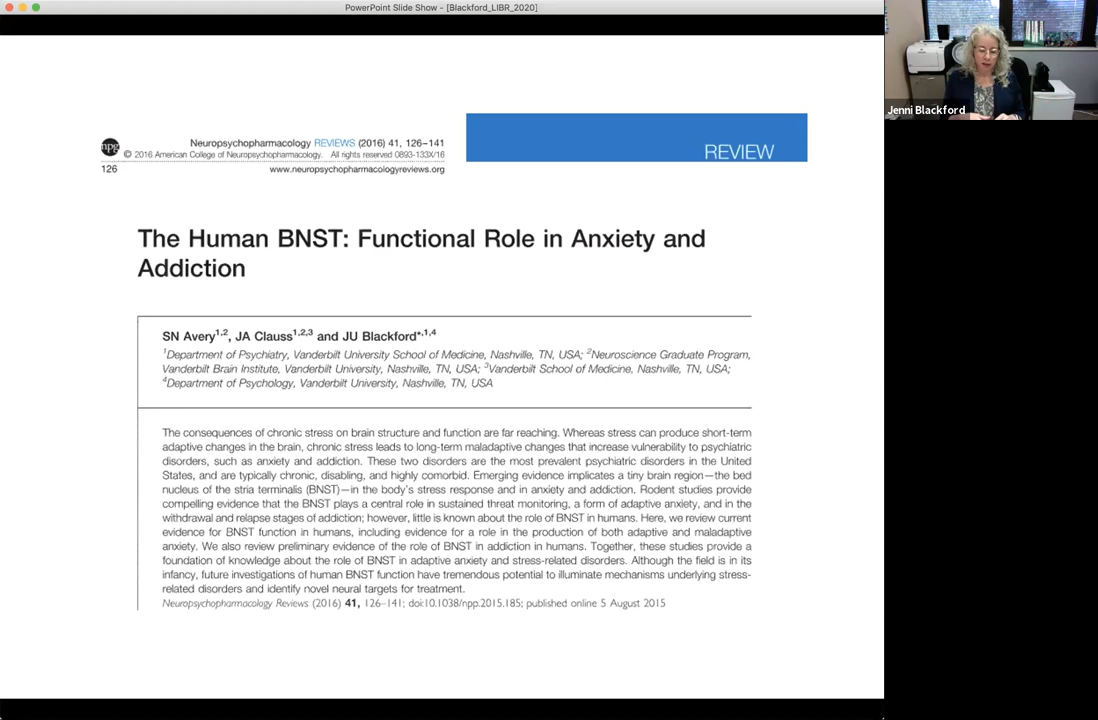 PowerPoint Slide Show - [Blackford_LIBR_2020]
Jenni Blackford
npg
Neuropsychopharmacology REVIEWS (2016) 41, 126–141
© 2016 American College of Neuropsychopharmacology. All rights reserved 0893-133X/16
126
www.neuropsychopharmacologyreviews.org
REVIEW
The Human BNST: Functional Role in Anxiety and
Addiction
SN Avery1,2, JA Clauss1,2,3 and JU Blackford*,1,4
1Department of Psychiatry, Vanderbilt University School of Medicine, Nashville, TN, USA; 2Neuroscience Graduate Program,
Vanderbilt Brain Institute, Vanderbilt University, Nashville, TN, USA; 3Vanderbilt School of Medicine, Nashville, TN, USA;
4Department of Psychology, Vanderbilt University, Nashville, TN, USA
The consequences of chronic stress on brain structure and function are far reaching. Whereas stress can produce short-term
adaptive changes in the brain, chronic stress leads to long-term maladaptive changes that increase vulnerability to psychiatric
disorders, such as anxiety and addiction. These two disorders are the most prevalent psychiatric disorders in the United
States, and are typically chronic, disabling, and highly comorbid. Emerging evidence implicates a tiny brain region—the bed
nucleus of the stria terminalis (BNST)—in the body's stress response and in anxiety and addiction. Rodent studies provide
compelling evidence that the BNST plays a central role in sustained threat monitoring, a form of adaptive anxiety, and in the
withdrawal and relapse stages of addiction; however, little is known about the role of BNST in humans. Here, we review current
evidence for BNST function in humans, including evidence for a role in the production of both adaptive and maladaptive
anxiety. We also review preliminary evidence of the role of BNST in addiction in humans. Together, these studies provide a
foundation of knowledge about the role of BNST in adaptive anxiety and stress-related disorders. Although the field is in its
infancy, future investigations of human BNST function have tremendous potential to illuminate mechanisms underlying stress-
related disorders and identify novel neural targets for treatment.
Neuropsychopharmacology Reviews (2016) 41, 126–141; doi:10.1038/npp.2015.185; published online 5 August 2015